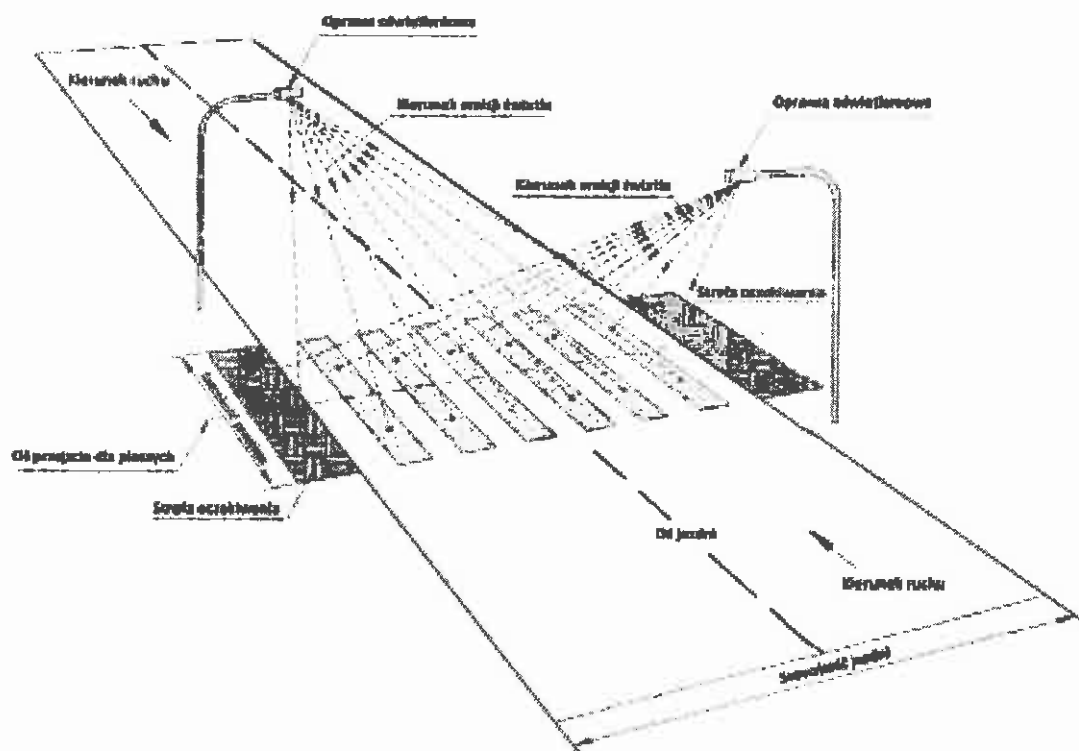 Oprawa oświetleniowa
Kierunek ruchu
Kierunek emisji światła
Oprawa oświetleniowa
Kierunek emisji światła
Strefa oczekiwania
Oś przejścia dla pieszych
Strefa oczekiwania
Oś jezdni
Kierunek ruchu
Szerokość jezdni